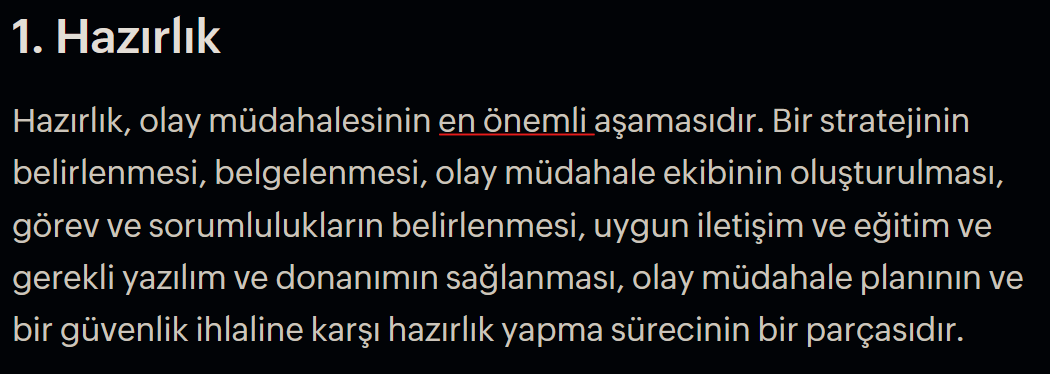 1. Hazırlık
Hazırlık, olay müdahalesinin en önemli aşamasıdır. Bir stratejinin
belirlenmesi, belgelenmesi, olay müdahale ekibinin oluşturulması,
görev ve sorumlulukların belirlenmesi, uygun iletişim ve eğitim ve
gerekli yazılım ve donanımın sağlanması, olay müdahale planının ve
bir güvenlik ihlaline karşı hazırlık yapma sürecinin bir parçasıdır.